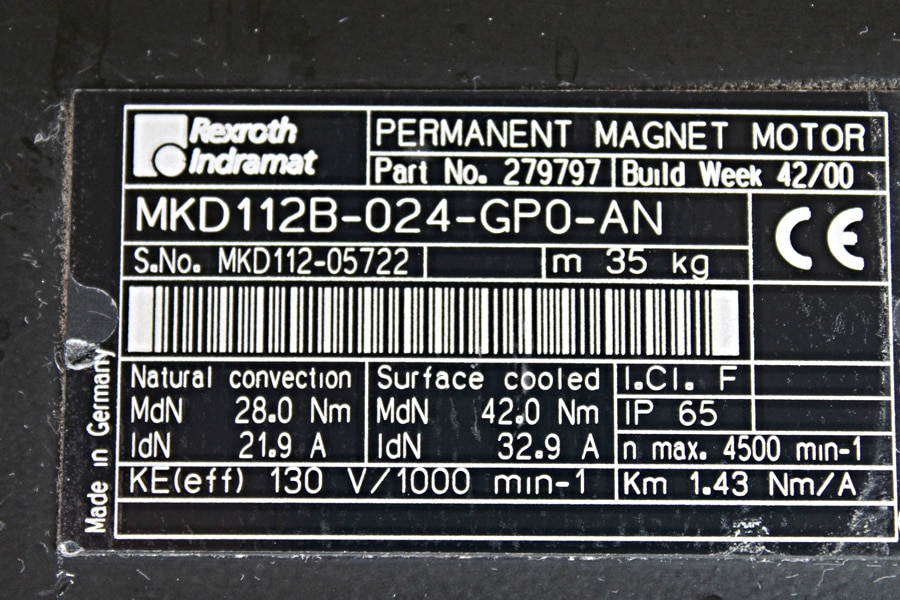 Rexroth
Indramat
PERMANENT MAGNET MOTOR
Part No. 279797 Build Week 42/00
MKD112B-024-GP0-AN
CE
S.No. MKD112-05722 m 35 kg
Natural convection Surface cooled I.Cl. F
MdN 28.0 Nm MdN 42.0 Nm IP 65
IdN 21.9 A IdN 32.9 A n max. 4500 min-1
KE(eff) 130 V/1000 min-1 Km 1.43 Nm/A
Made in Germany